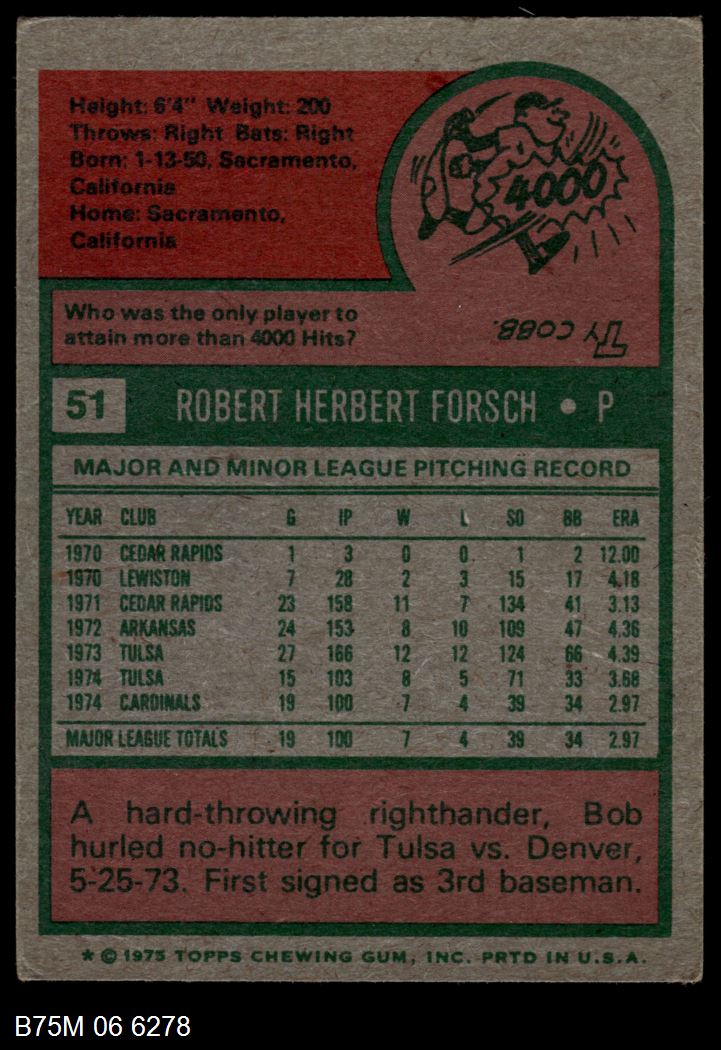 Height: 6'4" Weight: 200
Throws: Right Bats: Right
Born: 1-13-50, Sacramento,
California
Home: Sacramento,
California
4000
Who was the only player to
attain more than 4000 Hits?
TY COBB.
51 ROBERT HERBERT FORSCH • P
MAJOR AND MINOR LEAGUE PITCHING RECORD
YEAR CLUB G IP W L SO BB ERA
1970 CEDAR RAPIDS 1 3 0 0 1 2 12.00
1970 LEWISTON 7 28 2 3 15 17 4.18
1971 CEDAR RAPIDS 23 158 11 7 134 41 3.13
1972 ARKANSAS 24 153 8 10 109 47 4.36
1973 TULSA 27 166 12 12 124 66 4.39
1974 TULSA 15 103 8 5 71 33 3.68
1974 CARDINALS 19 100 7 4 39 34 2.97
MAJOR LEAGUE TOTALS 19 100 7 4 39 34 2.97
A hard-throwing righthander, Bob
hurled no-hitter for Tulsa vs. Denver,
5-25-73. First signed as 3rd baseman.
* © 1975 TOPPS CHEWING GUM, INC. PRTD IN U.S.A.
B75M 06 6278